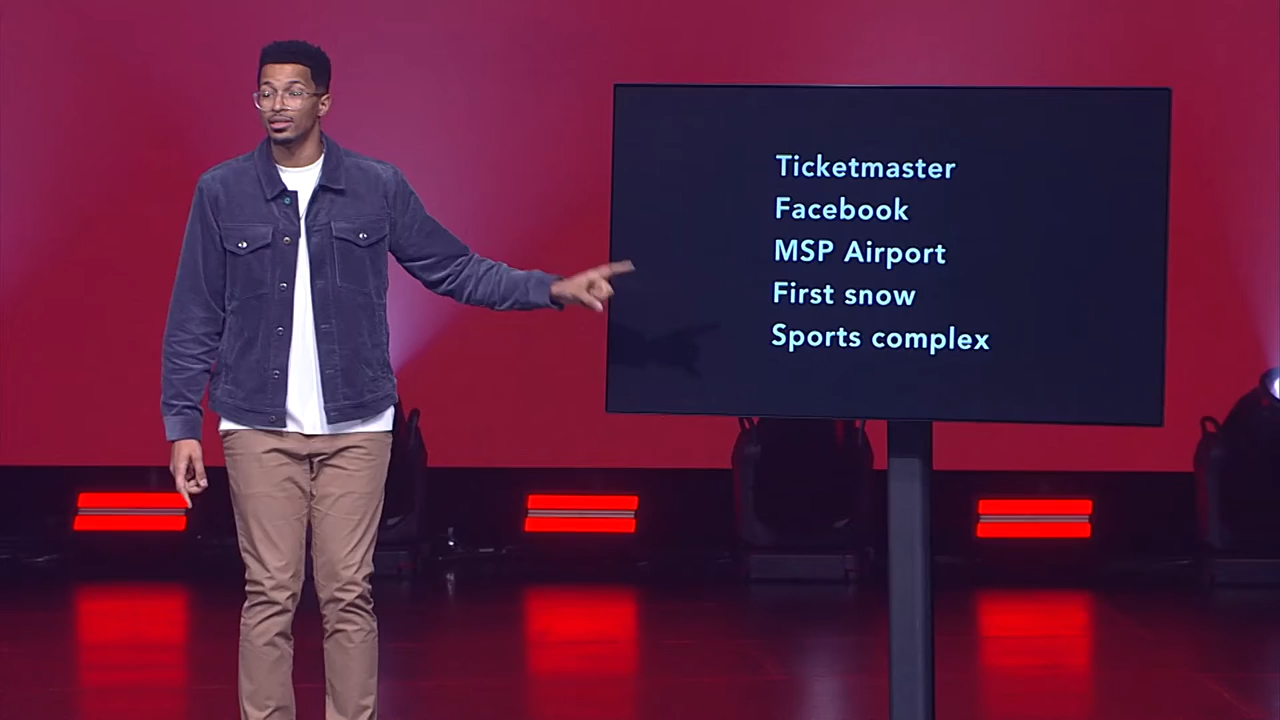 Ticketmaster
Facebook
MSP Airport
First snow
Sports complex